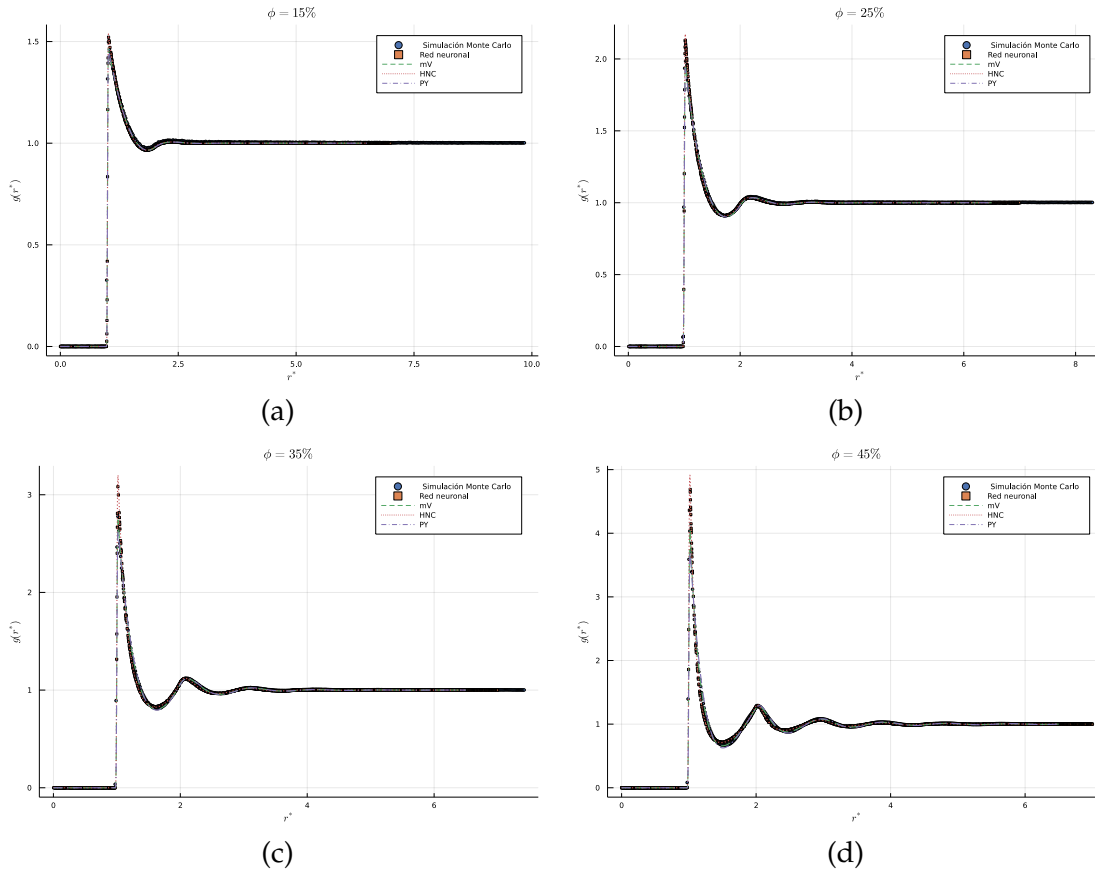 ϕ = 15%
1.5
1.0
0.5
0.0
g(r*)
0.0
2.5
5.0
7.5
10.0
r*
Simulación Monte Carlo
Red neuronal
mV
HNC
PY
(a)
ϕ = 25%
2.0
1.5
1.0
0.5
0.0
g(r*)
0
2
4
6
8
r*
Simulación Monte Carlo
Red neuronal
mV
HNC
PY
(b)
ϕ = 35%
3
2
1
0
g(r*)
0
2
4
6
r*
Simulación Monte Carlo
Red neuronal
mV
HNC
PY
(c)
ϕ = 45%
5
4
3
2
1
0
g(r*)
0
2
4
6
r*
Simulación Monte Carlo
Red neuronal
mV
HNC
PY
(d)